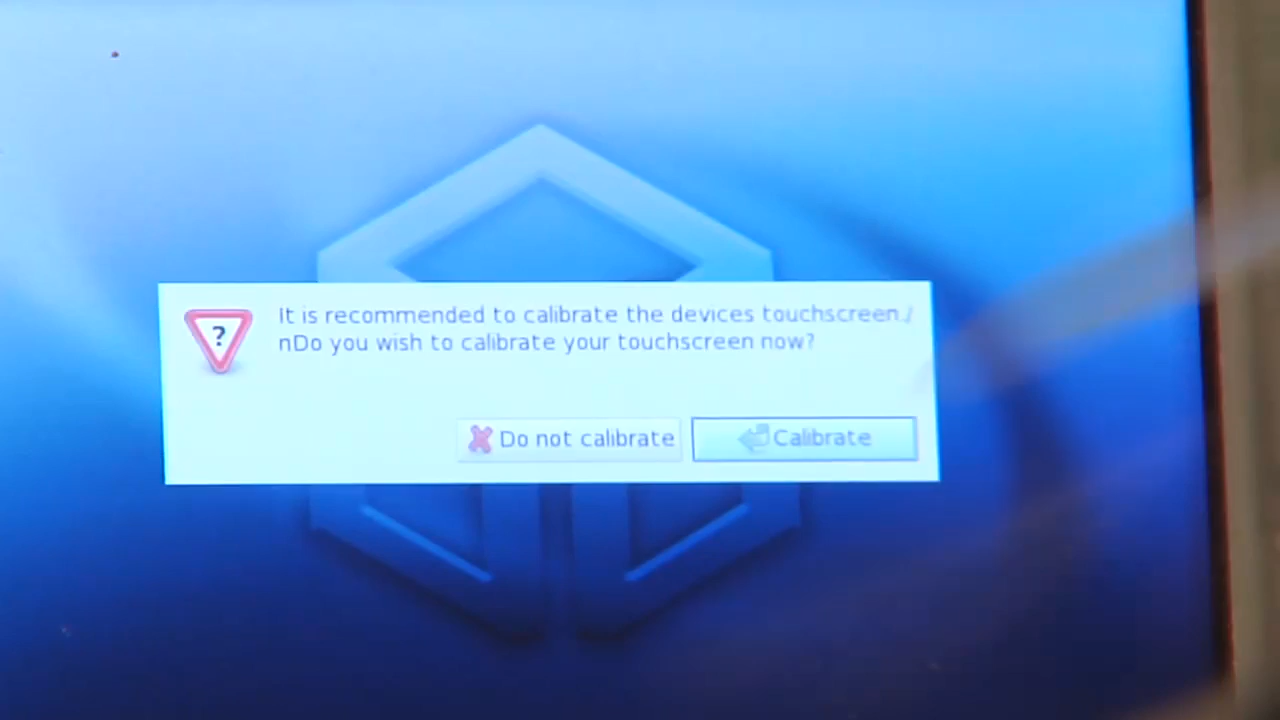 It is recommended to calibrate the devices touchscreen./
nDo you wish to calibrate your touchscreen now?
?
Do not calibrate
Calibrate